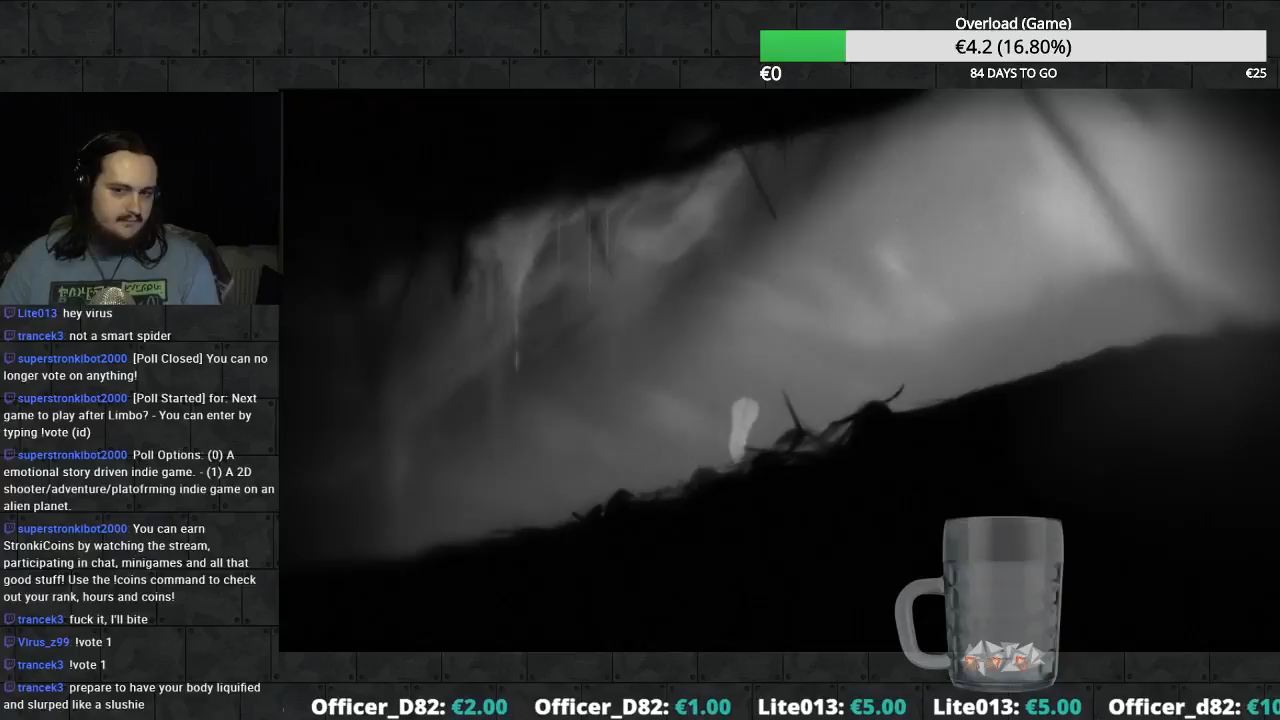 Overload (Game)
€4.2 (16.80%)
€0
84 DAYS TO GO
€25
Lite013 hey virus
trancek3 not a smart spider
superstronkibot2000 [Poll Closed] You can no
longer vote on anything!
superstronkibot2000 [Poll Started] for: Next
game to play after Limbo? - You can enter by
typing !vote (id)
superstronkibot2000 Poll Options: (0) A
emotional story driven indie game. - (1) A 2D
shooter/adventure/platofrming indie game on an
alien planet.
superstronkibot2000 You can earn
StronkiCoins by watching the stream,
participating in chat, minigames and all that
good stuff! Use the !coins command to check
out your rank, hours and coins!
trancek3 fuck it, I'll bite
Virus_z99 !vote 1
trancek3 !vote 1
trancek3 prepare to have your body liquified
and slurped like a slushie
Officer_D82: €2.00 Officer_D82: €1.00 Lite013: €5.00 Lite013: €5.00 Officer_d82: €10